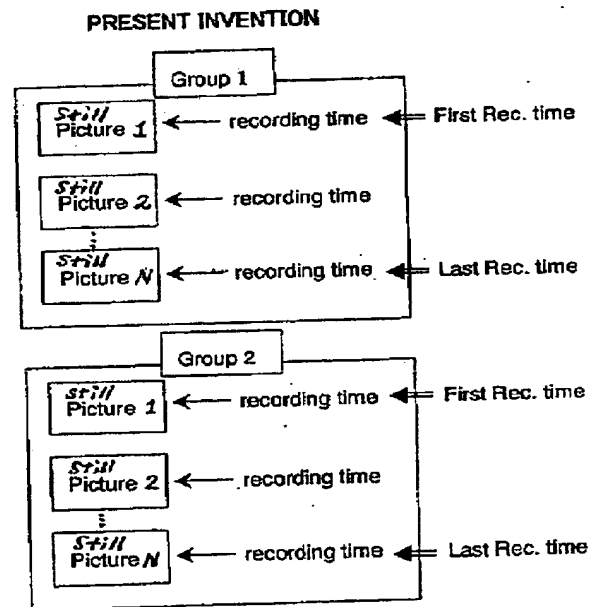 PRESENT INVENTION
Group 1
Still
Picture 1 recording time First Rec. time
Still
Picture 2 recording time
Still
Picture N recording time Last Rec. time
Group 2
Still
Picture 1 recording time First Rec. time
Still
Picture 2 recording time
Still
Picture N recording time Last Rec. time